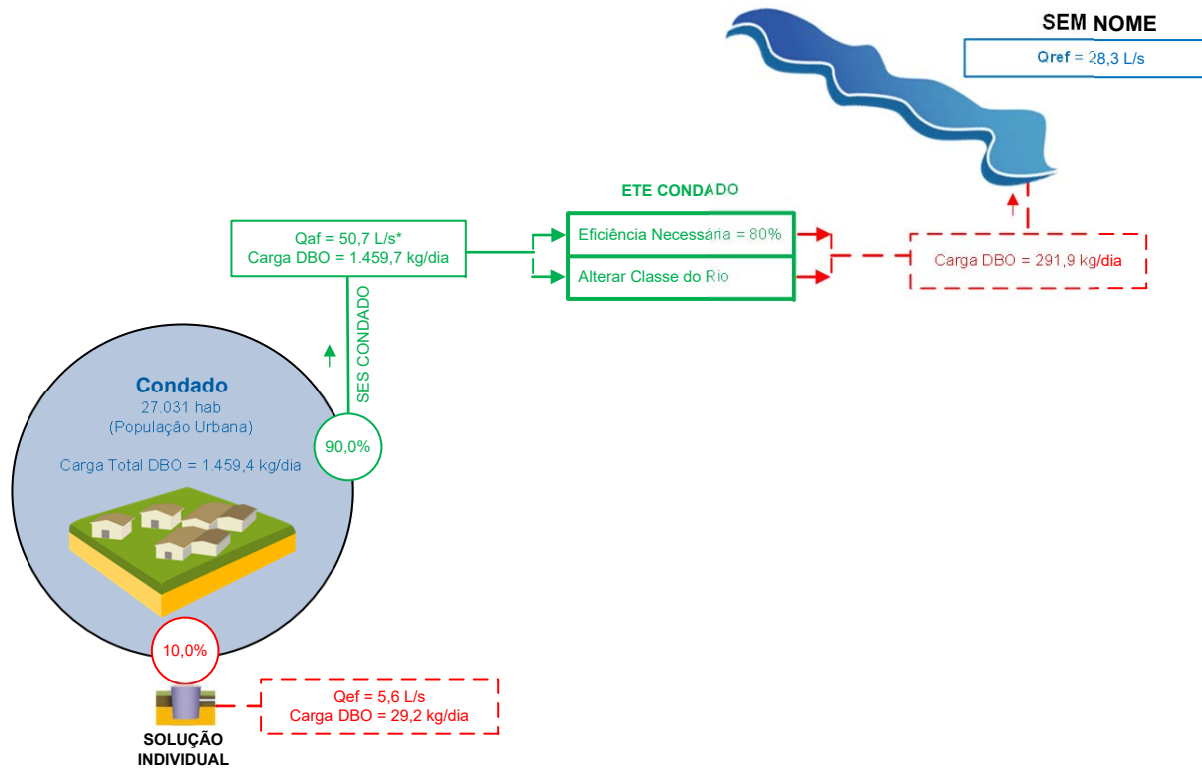 SEM NOME
Qref = 28,3 L/s
ETE CONDADO
Qaf = 50,7 L/s*
Carga DBO = 1.459,7 kg/dia
Eficiência Necessária = 80%
Alterar Classe do Rio
Carga DBO = 291,9 kg/dia
SES CONDADO
Condado
27.031 hab
(População Urbana)
Carga Total DBO = 1.459,4 kg/dia
90,0%
10,0%
Qef = 5,6 L/s
Carga DBO = 29,2 kg/dia
SOLUÇÃO
INDIVIDUAL